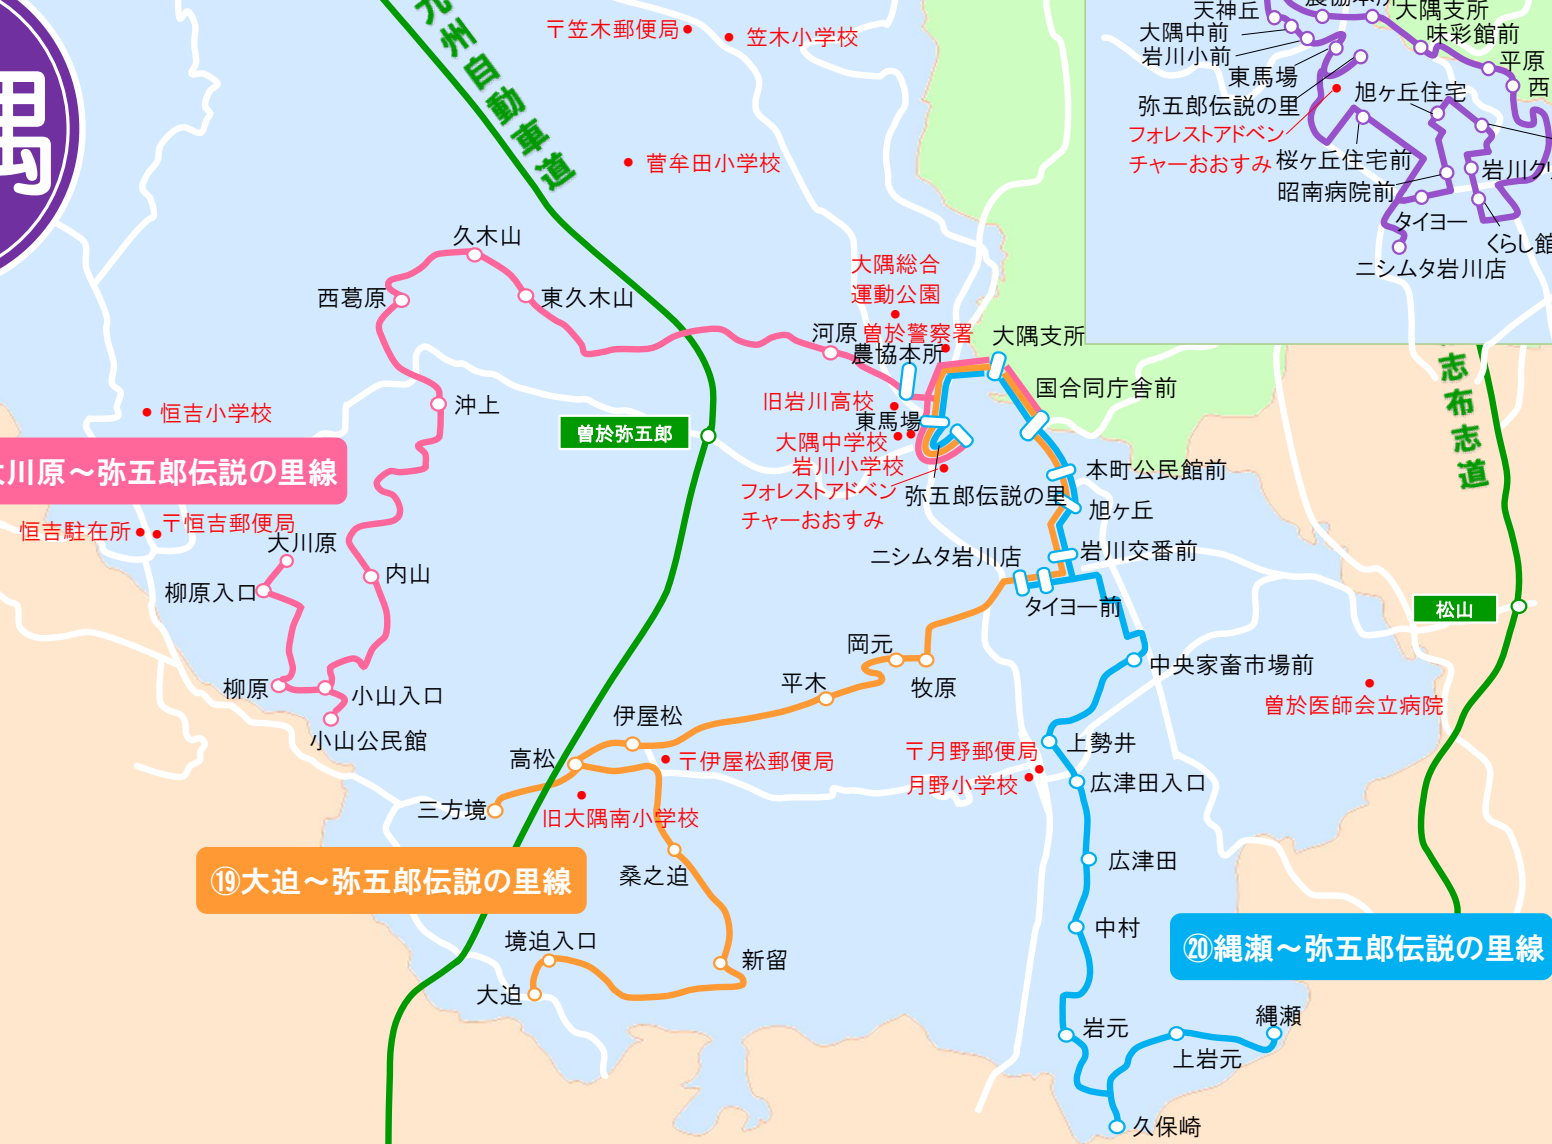 隅
九州自動車道
〒笠木郵便局
笠木小学校
菅牟田小学校
天神丘
農協本所
大隅支所
大隅中前
味彩館前
岩川小前
平原
東馬場
西
弥五郎伝説の里
旭ヶ丘住宅
フォレストアドベン
チャーおおすみ
桜ヶ丘住宅前
岩川クリ
昭南病院前
タイヨー
くらし館
ニシムタ岩川店
久木山
西葛原
東久木山
大隅総合
運動公園
河原
曽於警察署
農協本所
大隅支所
国合同庁舎前
志布志道
恒吉小学校
沖上
旧岩川高校
東馬場
曽於弥五郎
大隅中学校
岩川小学校
大川原～弥五郎伝説の里線
フォレストアドベン
チャーおおすみ
弥五郎伝説の里
本町公民館前
旭ヶ丘
恒吉駐在所
〒恒吉郵便局
大川原
柳原入口
内山
ニシムタ岩川店
岩川交番前
タイヨー前
松山
岡元
牧原
中央家畜市場前
柳原
小山入口
小山公民館
平木
伊屋松
曽於医師会立病院
高松
〒伊屋松郵便局
〒月野郵便局
月野小学校
上勢井
広津田入口
三方境
旧大隅南小学校
⑲大迫～弥五郎伝説の里線
桑之迫
広津田
境迫入口
新留
中村
⑳縄瀬～弥五郎伝説の里線
大迫
岩元
縄瀬
上岩元
久保崎